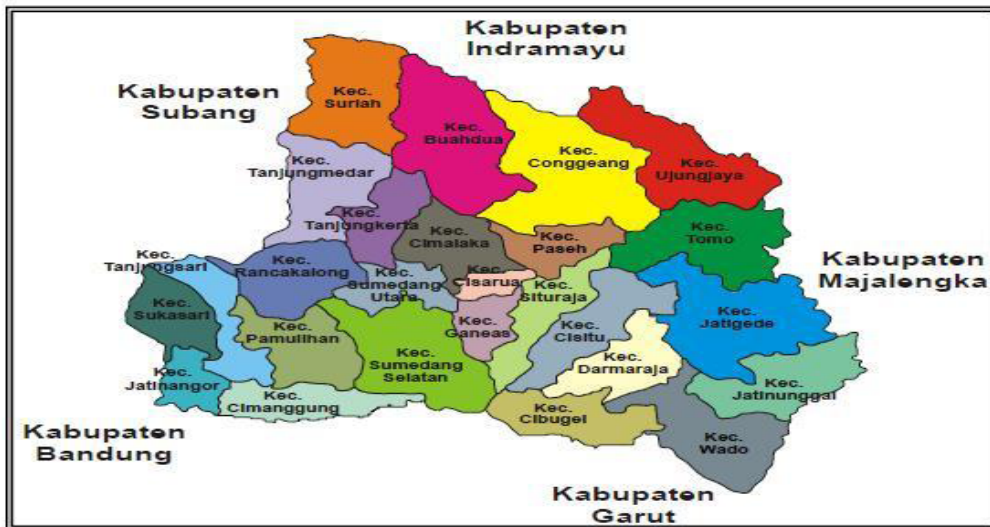 Kabupaten
Indramayu
Kabupaten
Subang
Kec.
Suriah
Kec.
Buahdua
Kec.
Conggeang
Kec.
Ujungjaya
Kec.
Tanjungmedar
Kec.
Tanjungkerta
Kec.
Cimalaka
Kec.
Paseh
Kec.
Tomo
Kec.
Tanjungsari
Kec.
Rancakalong
Kec.
Sumedang
Utara
Kec.
Cisarua
Kec.
Situraja
Kabupaten
Majalengka
Kec.
Sukasari
Kec.
Pamulihan
Kec.
Ganeas
Kec.
Cisitu
Kec.
Jatigede
Kec.
Sumedang
Selatan
Kec.
Darmaraja
Kec.
Jatinangor
Kec.
Cimanggung
Kec.
Jatinunggal
Kec.
Cibugel
Kec.
Wado
Kabupaten
Bandung
Kabupaten
Garut